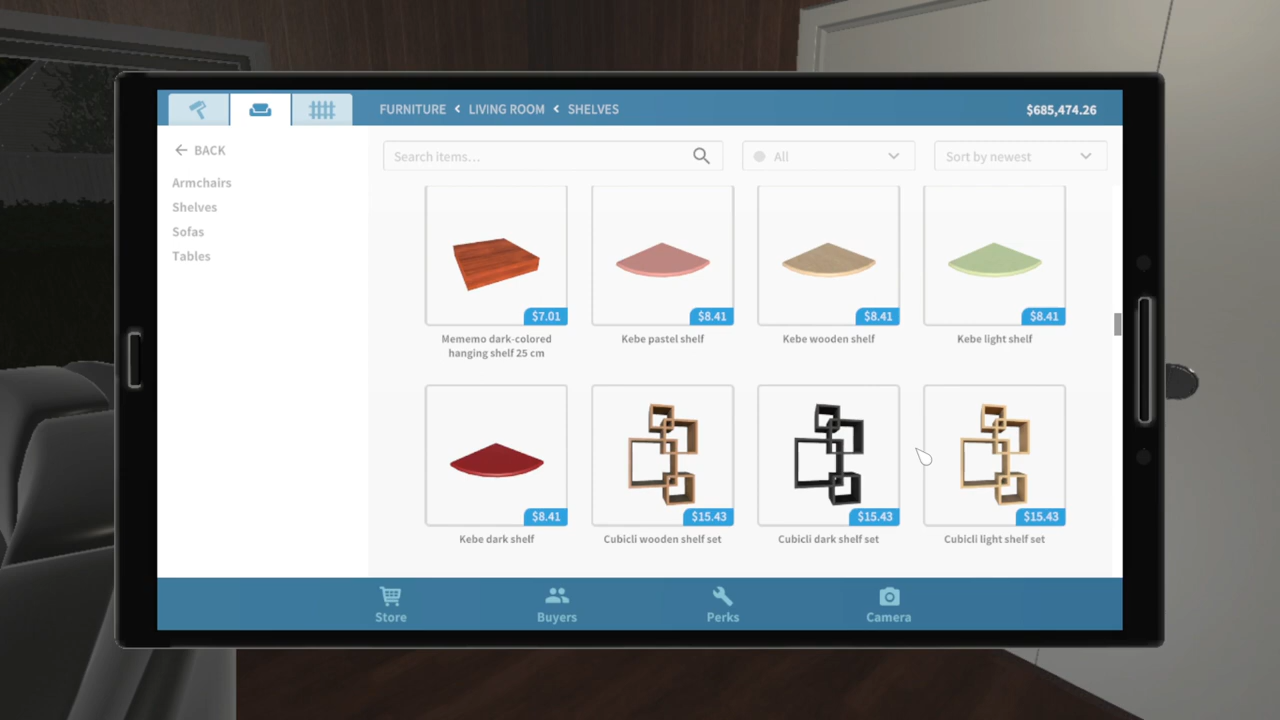 FURNITURE < LIVING ROOM < SHELVES
$685,474.26
BACK
Armchairs
Shelves
Sofas
Tables
Search items...
All
Sort by newest
$7.01
$8.41
$8.41
$8.41
Mememo dark-colored
hanging shelf 25 cm
Kebe pastel shelf
Kebe wooden shelf
Kebe light shelf
$8.41
$15.43
$15.43
$15.43
Kebe dark shelf
Cubicli wooden shelf set
Cubicli dark shelf set
Cubicli light shelf set
Store
Buyers
Perks
Camera